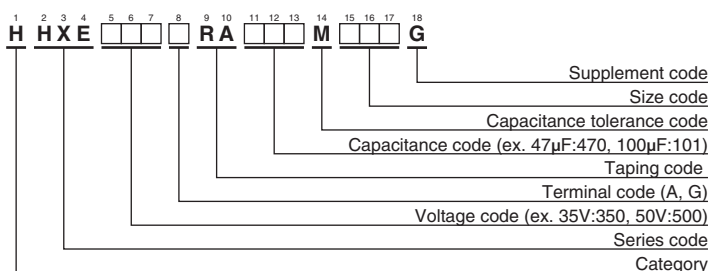 1 2 3 4 5 6 7 8 9 10 11 12 13 14 15 16 17 18
H HXE □□□ □ RA □□□ M □□□ G
Supplement code
Size code
Capacitance tolerance code
Capacitance code (ex. 47µF:470, 100µF:101)
Taping code
Terminal code (A, G)
Voltage code (ex. 35V:350, 50V:500)
Series code
Category